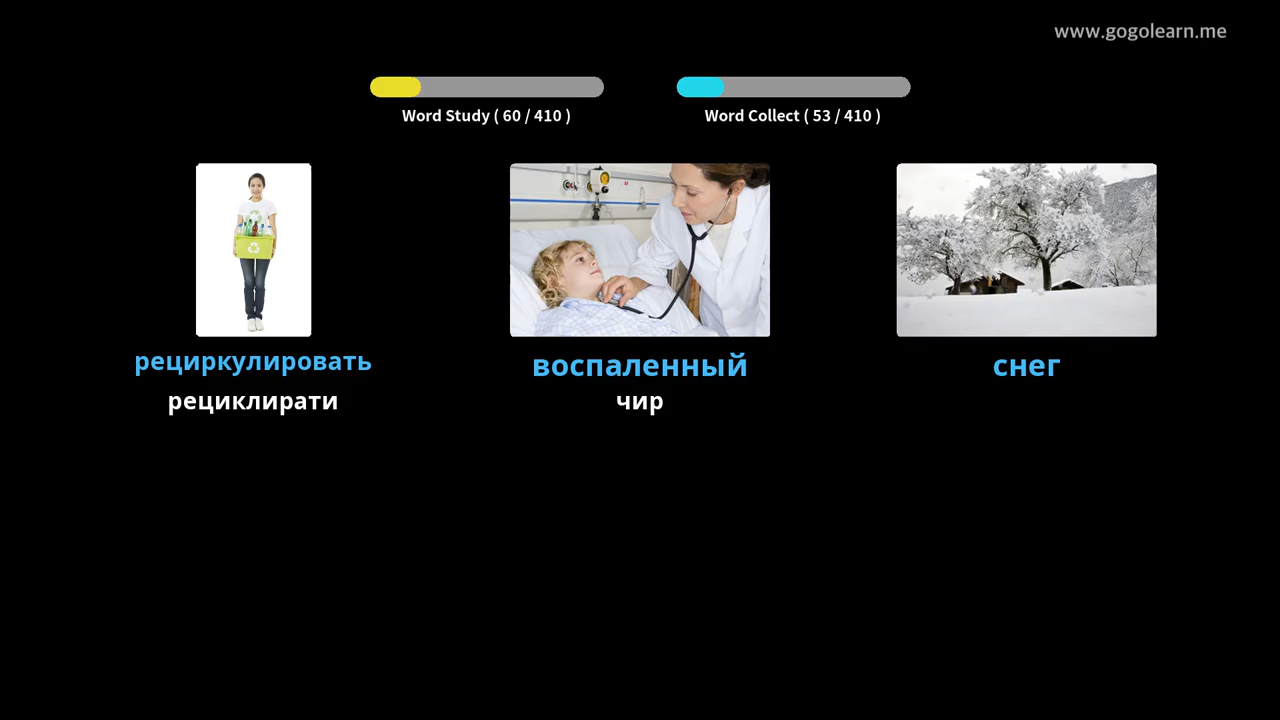 www.gogolearn.me
Word Study ( 60 / 410 )
Word Collect ( 53 / 410 )
рециркулировать
воспаленный
снег
рециклирати
чир